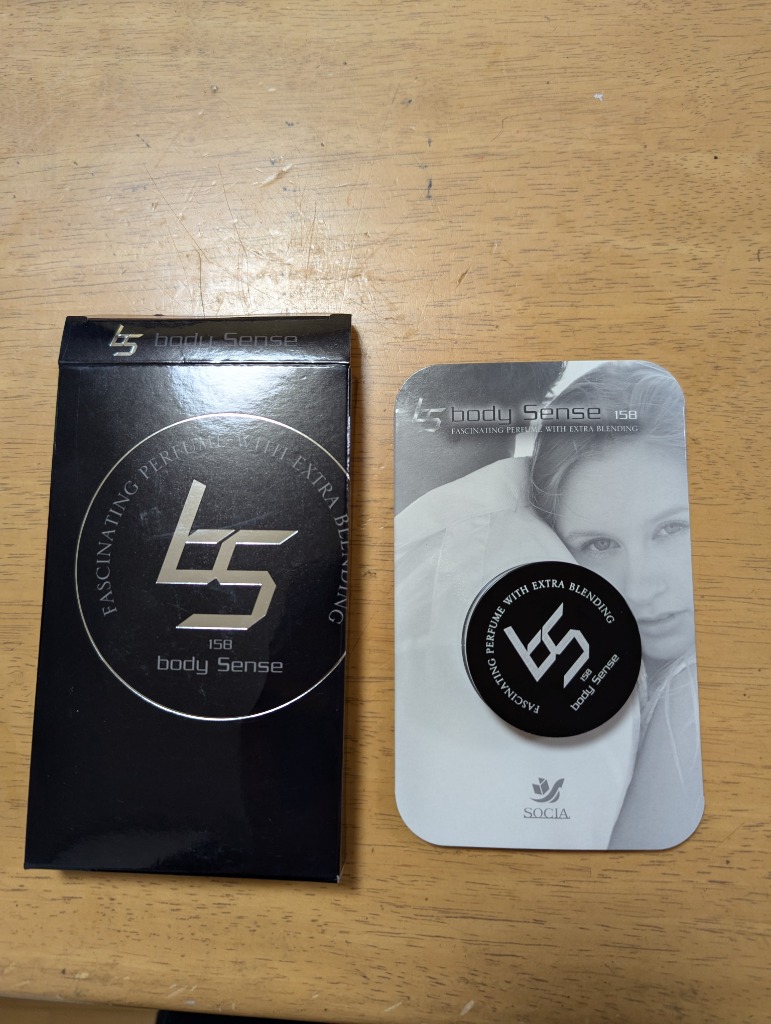 bS body Sense
FASCINATING PERFUME WITH EXTRA BLENDING
bS
158
body Sense
bS body Sense 158
FASCINATING PERFUME WITH EXTRA BLENDING
FASCINATING PERFUME WITH EXTRA BLENDING
bS
158
body Sense
SOCIA